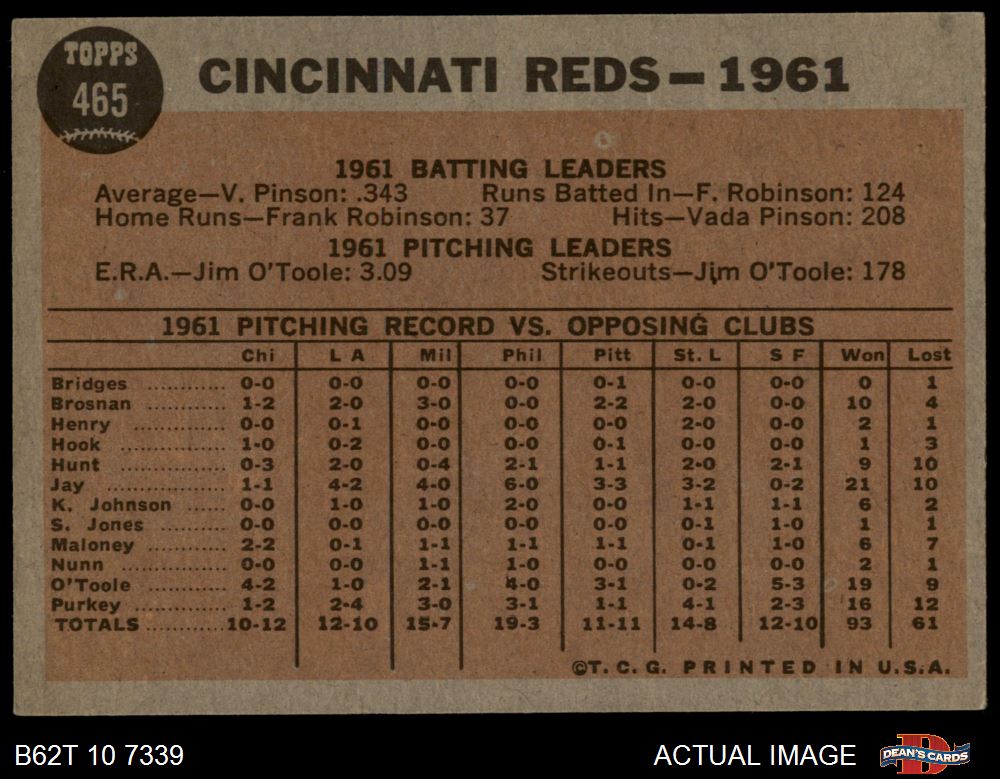 TOPPS
465
CINCINNATI REDS—1961
1961 BATTING LEADERS
Average—V. Pinson: .343 Runs Batted In—F. Robinson: 124
Home Runs—Frank Robinson: 37 Hits—Vada Pinson: 208
1961 PITCHING LEADERS
E.R.A.—Jim O'Toole: 3.09 Strikeouts—Jim O'Toole: 178
1961 PITCHING RECORD VS. OPPOSING CLUBS
Chi L A Mil Phil Pitt St. L S F Won Lost
Bridges ............ 0-0 0-0 0-0 0-0 0-1 0-0 0-0 0 1
Brosnan ............ 1-2 2-0 3-0 0-0 2-2 2-0 0-0 10 4
Henry ............ 0-0 0-1 0-0 0-0 0-0 2-0 0-0 2 1
Hook ............ 1-0 0-2 0-0 0-0 0-1 0-0 0-0 1 3
Hunt ............ 0-3 2-0 0-4 2-1 1-1 2-0 2-1 9 10
Jay ............ 1-1 4-2 4-0 6-0 3-3 3-2 0-2 21 10
K. Johnson ...... 0-0 1-0 1-0 2-0 0-0 1-1 1-1 6 2
S. Jones ......... 0-0 0-0 0-0 0-0 0-0 0-1 1-0 1 1
Maloney ............ 2-2 0-1 1-1 1-1 1-1 0-1 1-0 6 7
Nunn ............ 0-0 0-0 1-1 1-0 0-0 0-0 0-0 2 1
O'Toole ............ 4-2 1-0 2-1 4-0 3-1 0-2 5-3 19 9
Purkey ............ 1-2 2-4 3-0 3-1 1-1 4-1 2-3 16 12
TOTALS ............ 10-12 12-10 15-7 19-3 11-11 14-8 12-10 93 61
©T. C. G. PRINTED IN U.S.A.
B62T 10 7339 ACTUAL IMAGE DEAN'S CARDS